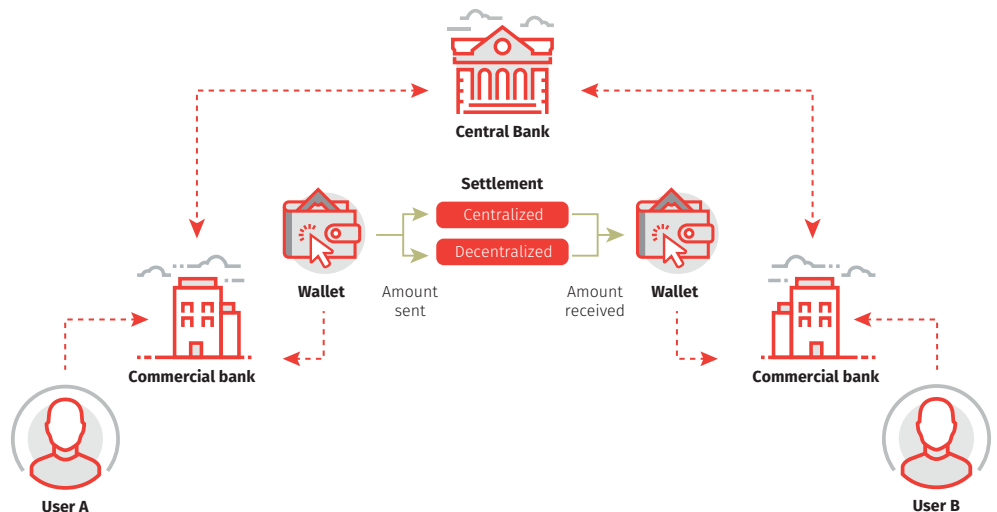 Central Bank
Settlement
Centralized
Decentralized
Wallet
Amount
sent
Amount
received
Wallet
Commercial bank
Commercial bank
User A
User B